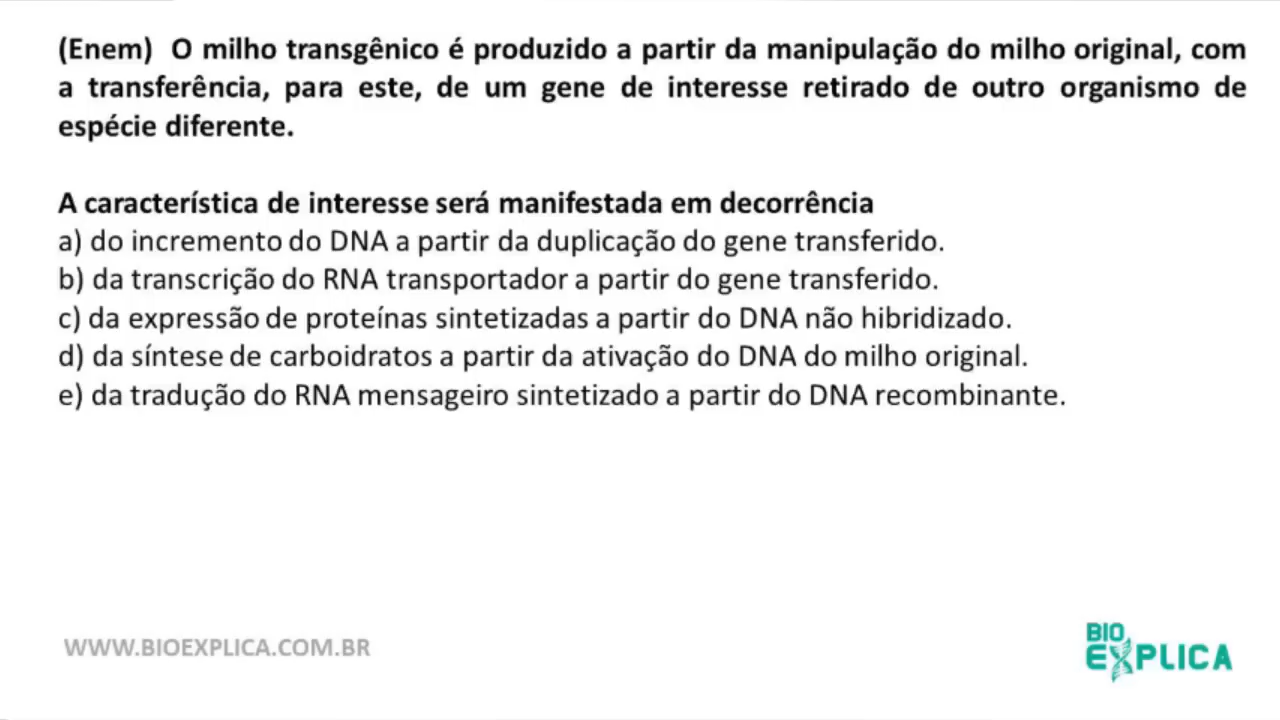 (Enem) O milho transgênico é produzido a partir da manipulação do milho original, com
a transferência, para este, de um gene de interesse retirado de outro organismo de
espécie diferente.
A característica de interesse será manifestada em decorrência
a) do incremento do DNA a partir da duplicação do gene transferido.
b) da transcrição do RNA transportador a partir do gene transferido.
c) da expressão de proteínas sintetizadas a partir do DNA não hibridizado.
d) da síntese de carboidratos a partir da ativação do DNA do milho original.
e) da tradução do RNA mensageiro sintetizado a partir do DNA recombinante.
WWW.BIOEXPLICA.COM.BR
BIO
EXPLICA